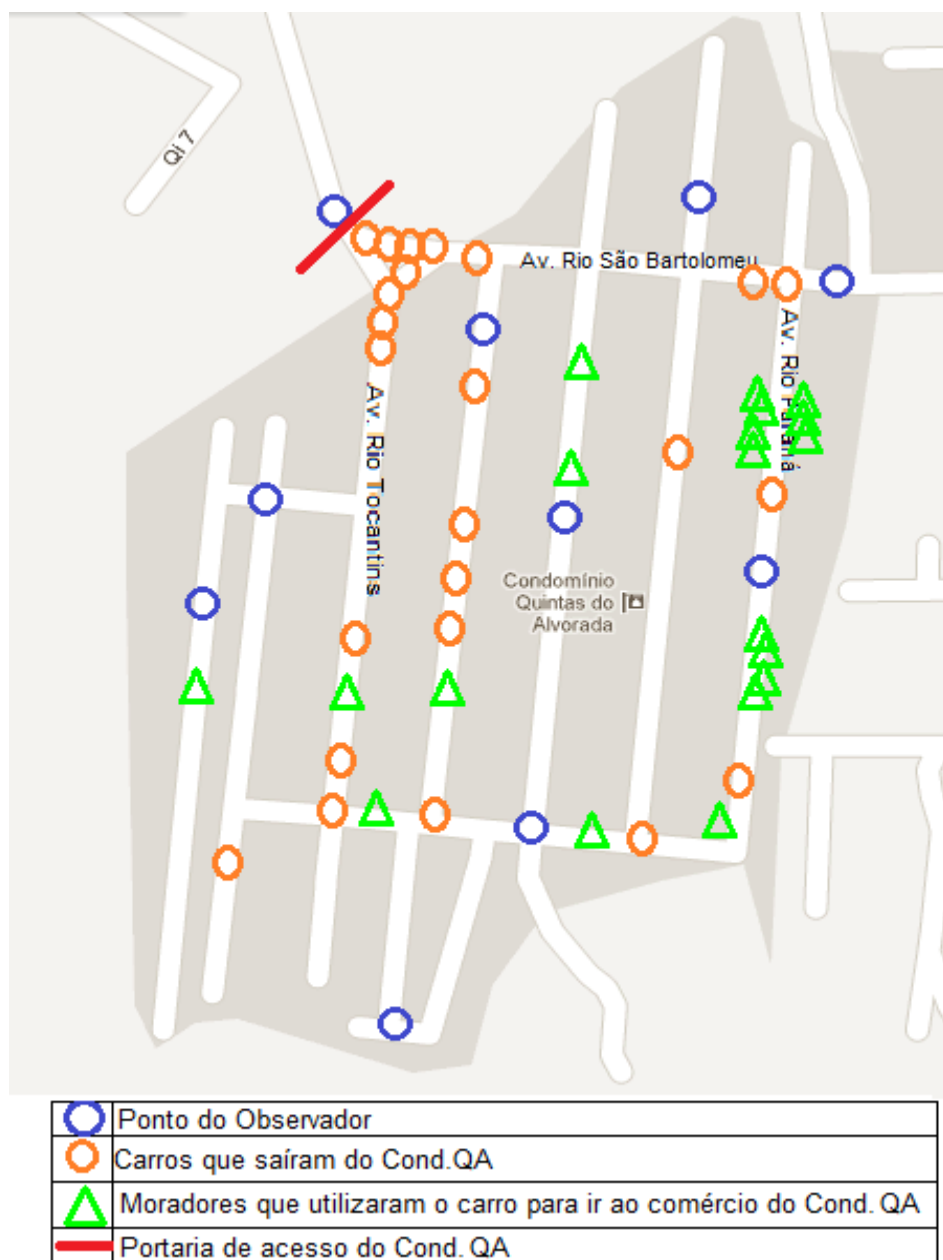 QI 7
Av. Rio São Bartolomeu
Av. Rio Paraná
Av. Rio Tocantins
Condomínio
Quintas do
Alvorada
Ponto do Observador
Carros que saíram do Cond.QA
Moradores que utilizaram o carro para ir ao comércio do Cond. QA
Portaria de acesso do Cond. QA